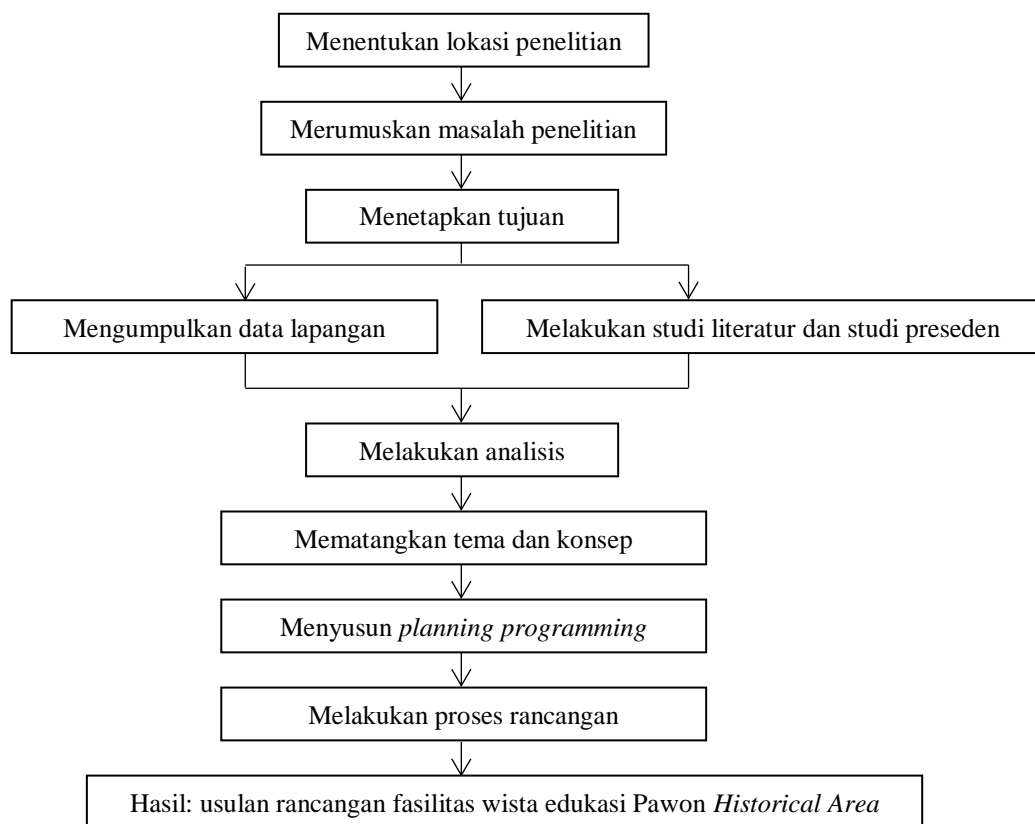 Menentukan lokasi penelitian
Merumuskan masalah penelitian
Menetapkan tujuan
Mengumpulkan data lapangan
Melakukan studi literatur dan studi preseden
Melakukan analisis
Mematangkan tema dan konsep
Menyusun planning programming
Melakukan proses rancangan
Hasil: usulan rancangan fasilitas wista edukasi Pawon Historical Area